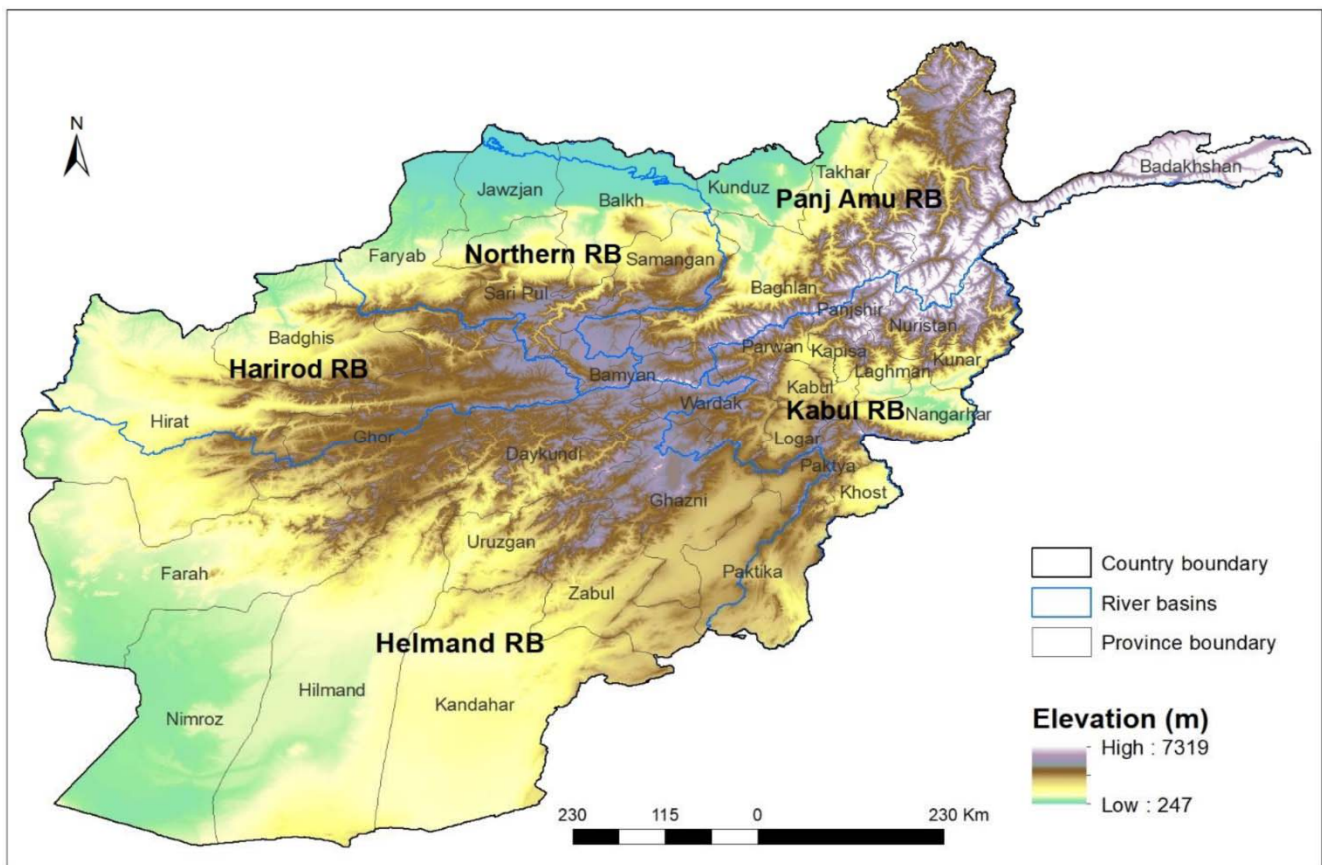 N
Badakhshan
Takhar
Kunduz
Jawzjan
Balkh
Panj Amu RB
Faryab
Northern RB
Samangan
Sari Pul
Baghlan
Panjshir
Nuristan
Badghis
Parwan
Kapisa
Kunar
Harirod RB
Bamyan
Laghman
Kabul
Wardak
Kabul RB
Nangarhar
Hirat
Ghor
Logar
Daykundi
Paktya
Ghazni
Khost
Uruzgan
Farah
Zabul
Paktika
Helmand RB
Hilmand
Kandahar
Nimroz
Country boundary
River basins
Province boundary
Elevation (m)
High : 7319
Low : 247
230 115 0 230 Km